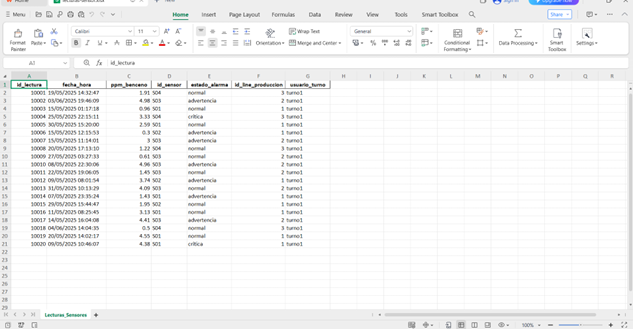 Home lecturas-sensor.xlsx + New Sign in Upgrade now
Menu Home Insert Page Layout Formulas Data Review View Tools Smart Toolbox Share
Format Painter Paste Calibri 11 Wrap Text General Conditional Formatting Data Processing Smart Toolbox Settings
B I U A Orientation Merge and Center
A1 fx id_lectura
A B C D E F G H I J K L M N O P Q R
1 id_lectura fecha_hora ppm_benceno id_sensor estado_alarma id_line_produccion usuario_turno
2 10001 19/05/2025 14:32:47 1.91 S04 normal 3 turno1
3 10002 03/06/2025 19:46:09 4.98 S03 advertencia 2 turno1
4 10003 15/05/2025 01:17:18 0.96 S01 normal 1 turno1
5 10004 25/05/2025 22:15:11 3.33 S04 critica 3 turno1
6 10005 30/05/2025 15:20:00 2.59 S01 normal 1 turno1
7 10006 15/05/2025 12:15:53 0.3 S02 advertencia 1 turno1
8 10007 15/05/2025 11:14:01 3 S03 advertencia 2 turno1
9 10008 20/05/2025 17:13:10 1.22 S04 normal 3 turno1
10 10009 27/05/2025 03:27:33 0.61 S03 normal 2 turno1
11 10010 08/05/2025 22:30:06 4.96 S03 advertencia 2 turno1
12 10011 22/05/2025 19:06:05 1.45 S03 normal 2 turno1
13 10012 09/05/2025 08:01:54 3.74 S02 advertencia 1 turno1
14 10013 31/05/2025 10:13:29 4.09 S03 normal 2 turno1
15 10014 07/05/2025 23:35:24 1.43 S01 advertencia 1 turno1
16 10015 29/05/2025 15:44:47 1.95 S02 normal 1 turno1
17 10016 11/05/2025 08:25:45 3.13 S01 normal 1 turno1
18 10017 14/05/2025 16:04:08 4.41 S03 advertencia 2 turno1
19 10018 04/06/2025 14:04:35 0.5 S04 normal 3 turno1
20 10019 20/05/2025 14:02:17 4.55 S01 normal 1 turno1
21 10020 09/05/2025 10:46:07 4.38 S01 critica 1 turno1
22
23
24
25
26
27
28
29
Lecturas_Sensores +
100%